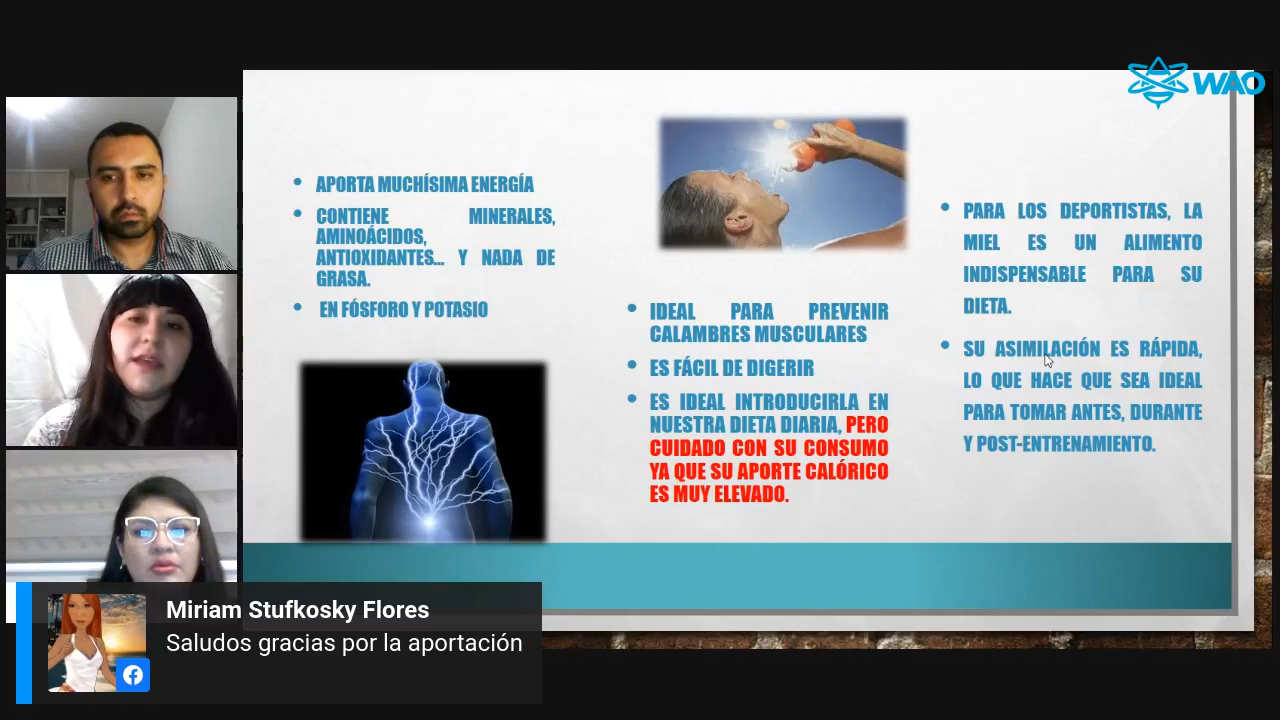 WAO
APORTA MUCHÍSIMA ENERGÍA
CONTIENE MINERALES,
AMINOÁCIDOS,
ANTIOXIDANTES... Y NADA DE
GRASA.
EN FÓSFORO Y POTASIO
IDEAL PARA PREVENIR
CALAMBRES MUSCULARES
ES FÁCIL DE DIGERIR
ES IDEAL INTRODUCIRLA EN
NUESTRA DIETA DIARIA, PERO
CUIDADO CON SU CONSUMO
YA QUE SU APORTE CALÓRICO
ES MUY ELEVADO.
PARA LOS DEPORTISTAS, LA
MIEL ES UN ALIMENTO
INDISPENSABLE PARA SU
DIETA.
SU ASIMILACIÓN ES RÁPIDA,
LO QUE HACE QUE SEA IDEAL
PARA TOMAR ANTES, DURANTE
Y POST-ENTRENAMIENTO.
Miriam Stufkosky Flores
Saludos gracias por la aportación